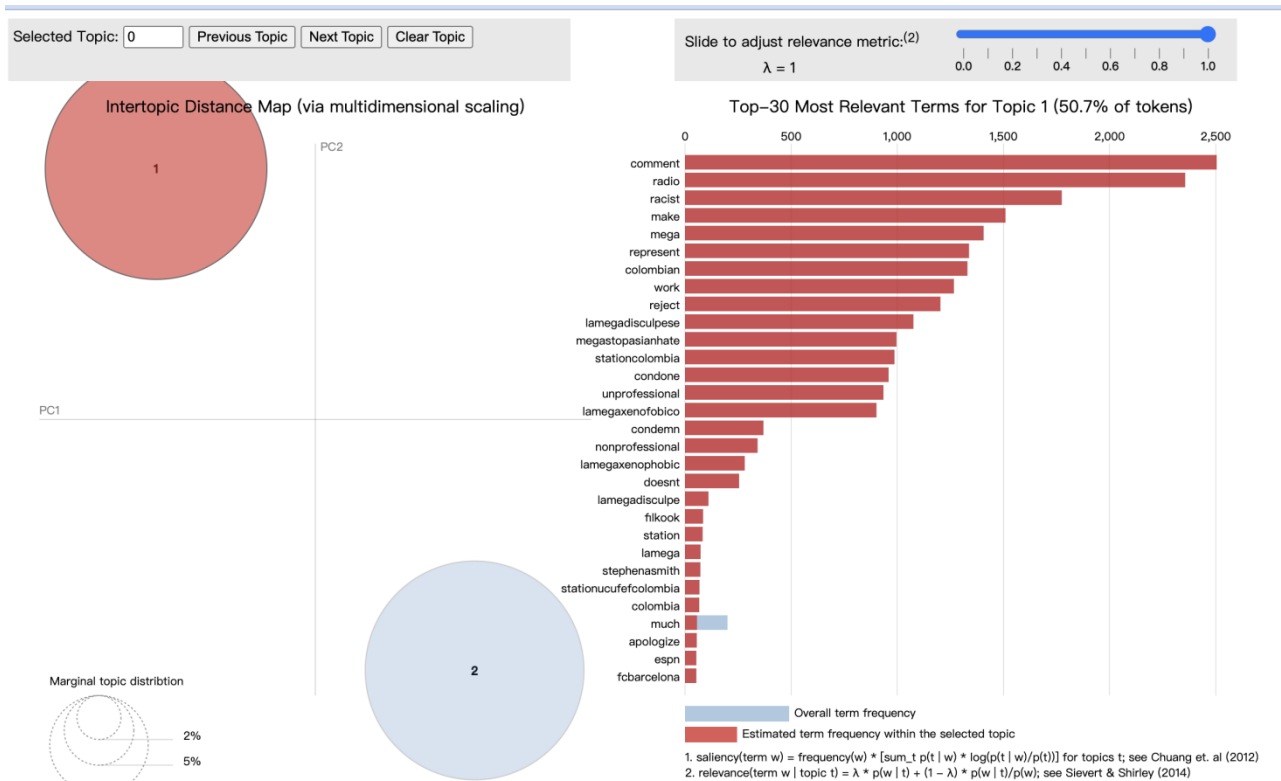 Selected Topic: 0 Previous Topic Next Topic Clear Topic
Slide to adjust relevance metric:(2)
λ = 1
0.0 0.2 0.4 0.6 0.8 1.0
Intertopic Distance Map (via multidimensional scaling)
PC2
PC1
1
2
Marginal topic distribtion
2%
5%
Top-30 Most Relevant Terms for Topic 1 (50.7% of tokens)
0 500 1,000 1,500 2,000 2,500
comment
radio
racist
make
mega
represent
colombian
work
reject
lamegadisculpese
megastopasianhate
stationcolombia
condone
unprofessional
lamegaxenofobico
condemn
nonprofessional
lamegaxenophobic
doesnt
lamegadisculpe
filkook
station
lamega
stephenasmith
stationucufefcolombia
colombia
much
apologize
espn
fcbarcelona
Overall term frequency
Estimated term frequency within the selected topic
1. saliency(term w) = frequency(w) * [sum_t p(t | w) * log(p(t | w)/p(t))] for topics t; see Chuang et. al (2012)
2. relevance(term w | topic t) = λ * p(w | t) + (1 − λ) * p(w | t)/p(w); see Sievert & Shirley (2014)